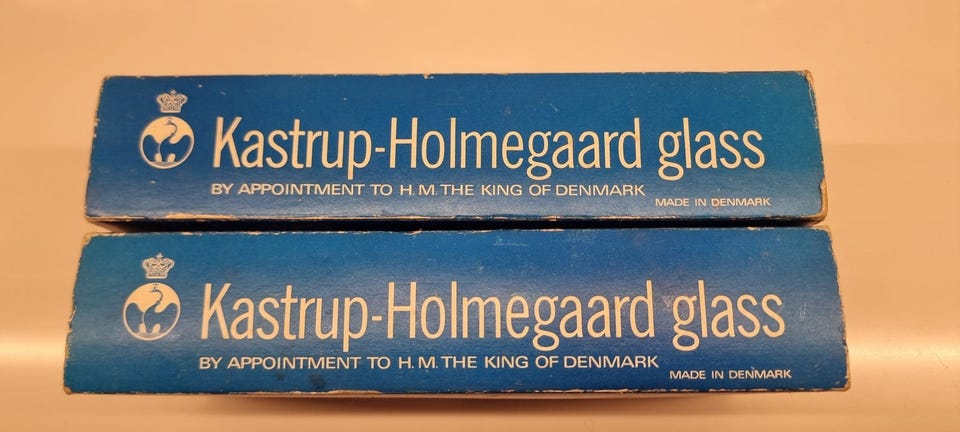 Kastrup-Holmegaard glass
BY APPOINTMENT TO H.M. THE KING OF DENMARK
MADE IN DENMARK
Kastrup-Holmegaard glass
BY APPOINTMENT TO H.M. THE KING OF DENMARK
MADE IN DENMARK